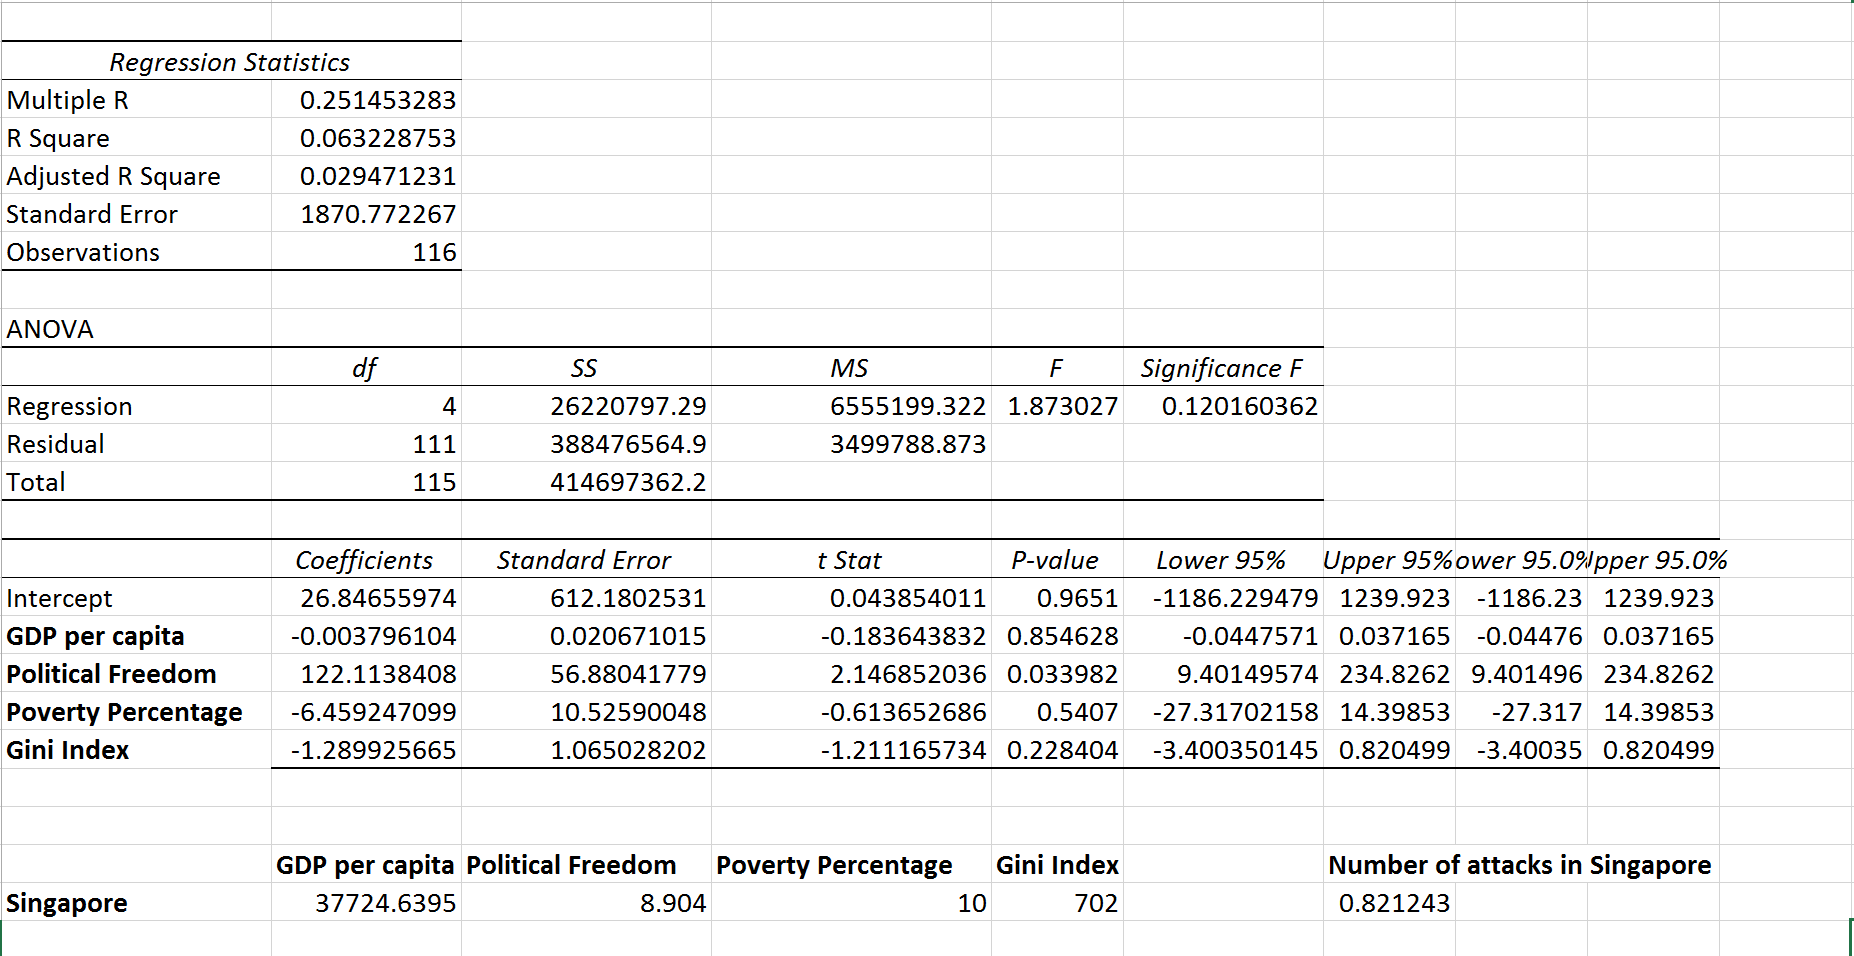 Regression Statistics
Multiple R 0.251453283
R Square 0.063228753
Adjusted R Square 0.029471231
Standard Error 1870.772267
Observations 116
ANOVA
df SS MS F Significance F
Regression 4 26220797.29 6555199.322 1.873027 0.120160362
Residual 111 388476564.9 3499788.873
Total 115 414697362.2
Coefficients Standard Error t Stat P-value Lower 95% Upper 95% ower 95.0% Upper 95.0%
Intercept 26.84655974 612.1802531 0.043854011 0.9651 -1186.229479 1239.923 -1186.23 1239.923
GDP per capita -0.003796104 0.020671015 -0.183643832 0.854628 -0.0447571 0.037165 -0.04476 0.037165
Political Freedom 122.1138408 56.88041779 2.146852036 0.033982 9.40149574 234.8262 9.401496 234.8262
Poverty Percentage -6.459247099 10.52590048 -0.613652686 0.5407 -27.31702158 14.39853 -27.317 14.39853
Gini Index -1.289925665 1.065028202 -1.211165734 0.228404 -3.400350145 0.820499 -3.40035 0.820499
GDP per capita Political Freedom Poverty Percentage Gini Index Number of attacks in Singapore
Singapore 37724.6395 8.904 10 702 0.821243